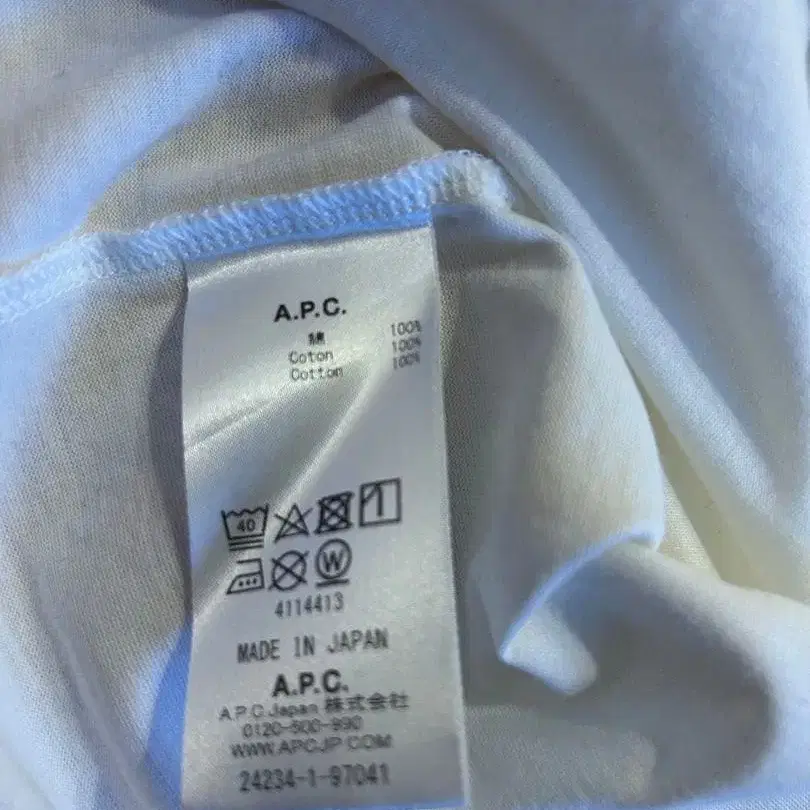 A.P.C.
綿 100%
Coton 100%
Cotton 100%
40
W
4114413
MADE IN JAPAN
A.P.C.
A.P.C.Japan 株式会社
0120-500-990
WWW.APCJP.COM
24234-1-97041